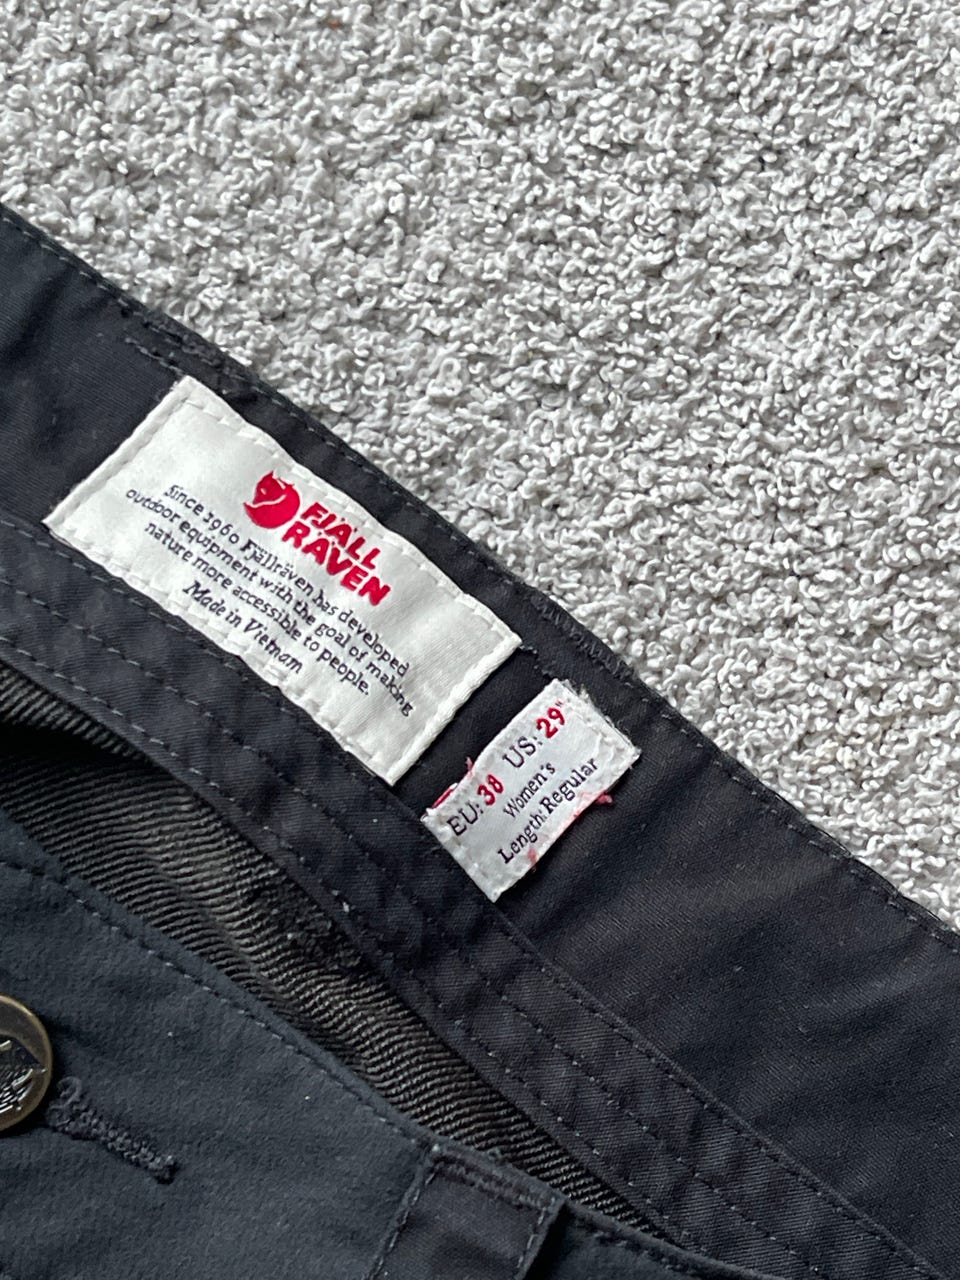 FJÄLL
RÄVEN
Since 1960 Fjällräven has developed
outdoor equipment with the goal of making
nature more accessible to people.
Made in Vietnam
EU: 38 US: 29"
Women's
Length: Regular